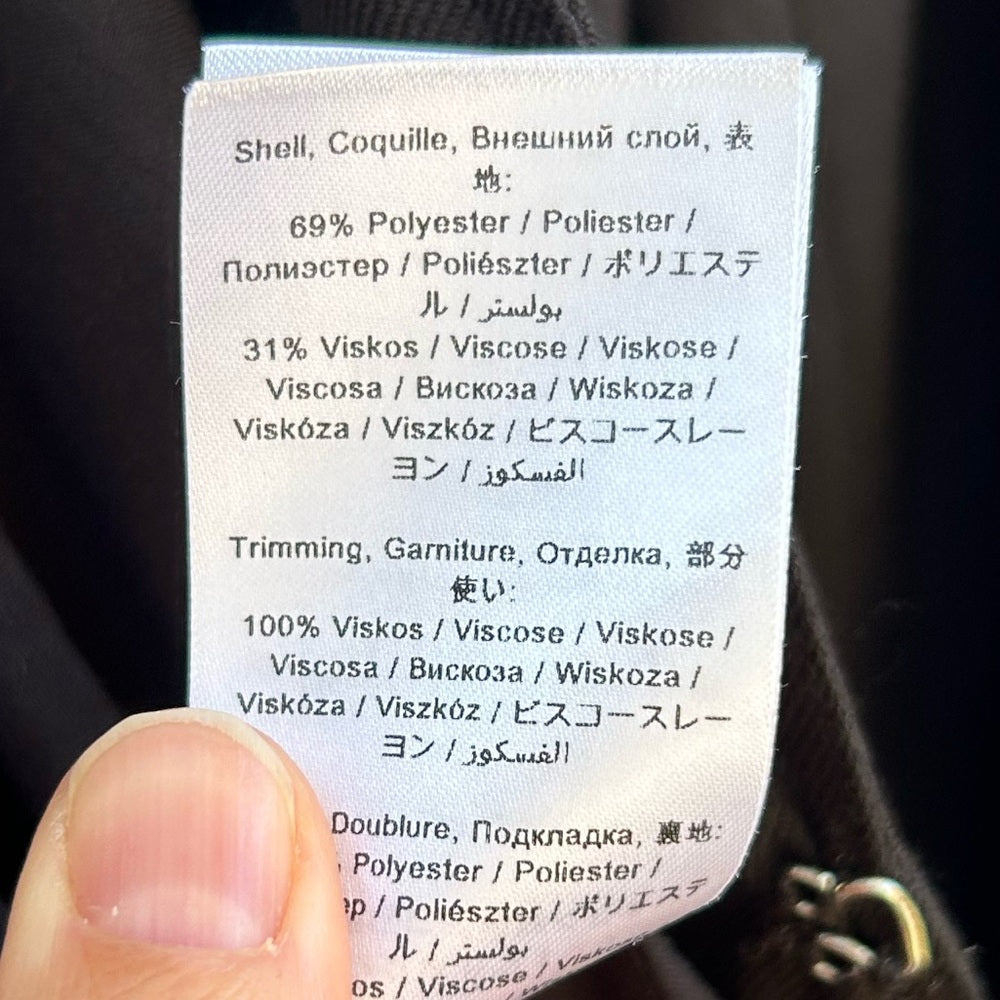 Shell, Coquille, Внешний слой, 表
地:
69% Polyester / Poliester /
Полиэстер / Poliészter / ポリエステ
ル / بولستر
31% Viskos / Viscose / Viskose /
Viscosa / Вискоза / Wiskoza /
Viskóza / Viszkóz / ビスコースレー
ヨン / الفسكوز
Trimming, Garniture, Отделка, 部分
使い:
100% Viskos / Viscose / Viskose /
Viscosa / Вискоза / Wiskoza /
Viskóza / Viszkóz / ビスコースレー
ヨン / الفسكوز
Doublure, Подкладка, 裏地:
Polyester / Poliester /
/ Poliészter / ポリエステ
ル / بولستر
/ Viscose /